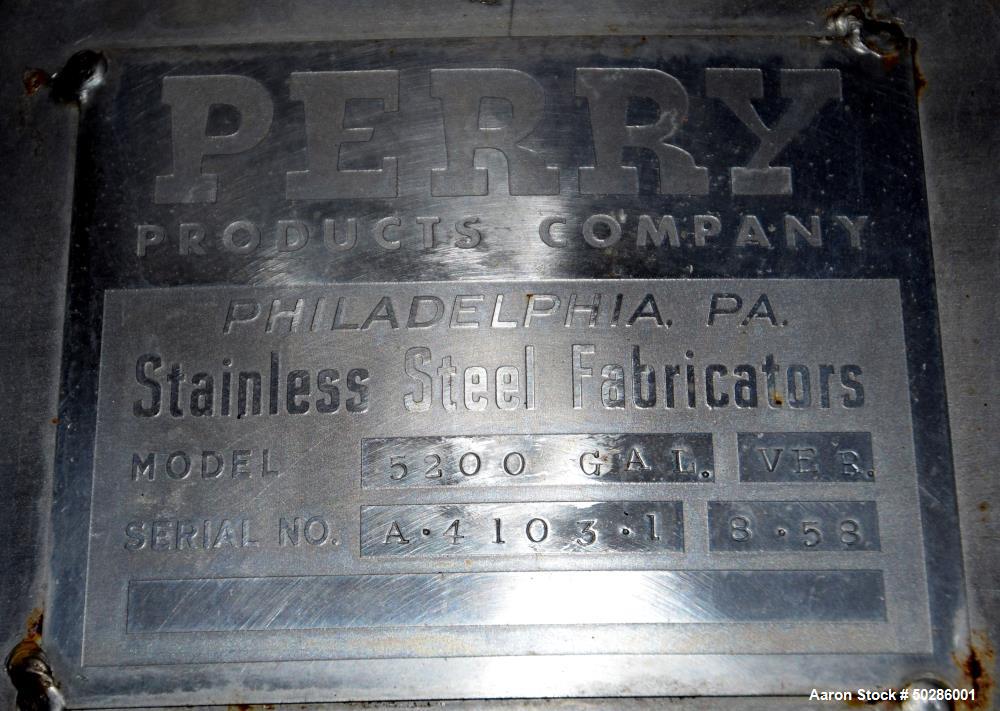 PERRY
PRODUCTS COMPANY
PHILADELPHIA, PA.
Stainless Steel Fabricators
MODEL 5200 GAL. VER.
SERIAL NO. A·4103·1 8·58
Aaron Stock # 50286001